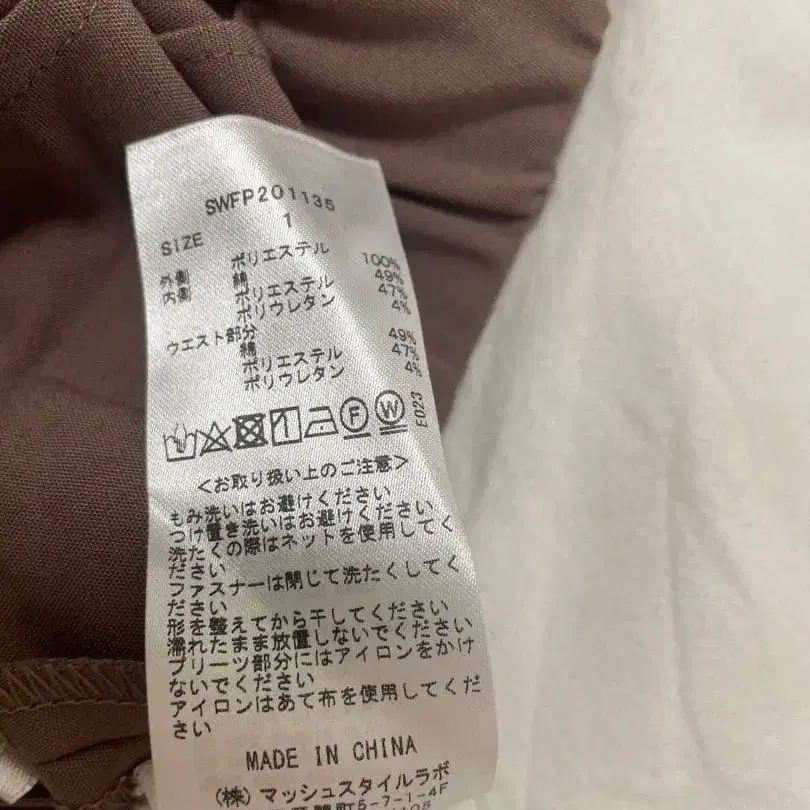 SWFP201135
SIZE 1
外側 ポリエステル 100%
内側 綿 49%
ポリエステル 47%
ポリウレタン 4%
ウエスト部分
綿 49%
ポリエステル 47%
ポリウレタン 4%
F W E023
<お取り扱い上のご注意>
もみ洗いはお避けください
つけ置き洗いはお避けください
洗たくの際はネットを使用してく
ださい
ファスナーは閉じて洗たくしてく
ださい
形を整えてから干してください
濡れたまま放置しないでください
プリーツ部分にはアイロンをかけ
ないでください
アイロンはあて布を使用してくだ
さい
MADE IN CHINA
(株)マッシュスタイルラボ
町5-7-1-4F